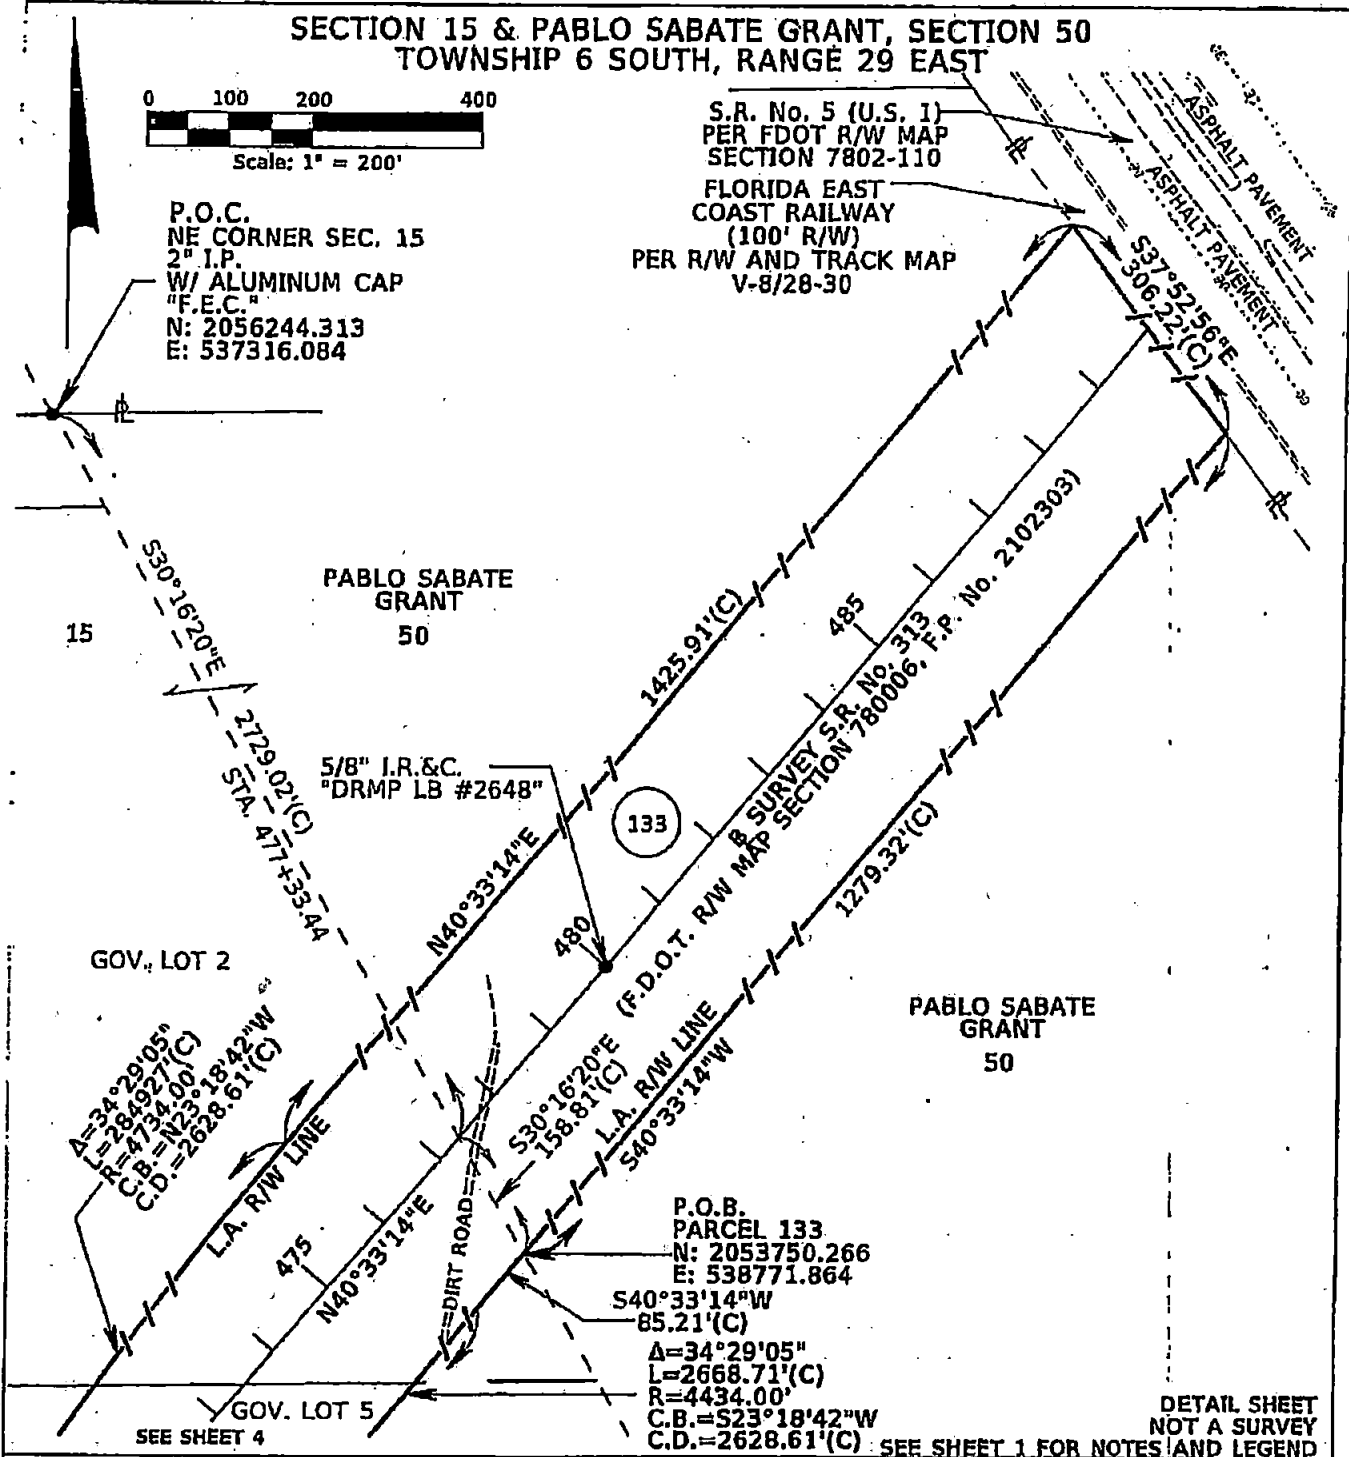 SECTION 15 & PABLO SABATE GRANT, SECTION 50
TOWNSHIP 6 SOUTH, RANGE 29 EAST
0 100 200 400
Scale: 1" = 200'
P.O.C.
NE CORNER SEC. 15
2" I.P.
W/ ALUMINUM CAP
"F.E.C."
N: 2056244.313
E: 537316.084
S.R. No. 5 (U.S. 1)
PER FDOT R/W MAP
SECTION 7802-110
FLORIDA EAST
COAST RAILWAY
(100' R/W)
PER R/W AND TRACK MAP
V-8/28-30
ASPHALT PAVEMENT
ASPHALT PAVEMENT
S37°52'56"E
306.22'(C)
PL
PL
PL
S30°16'20"E
2729.02'(C)
STA. 477+33.44
15
PABLO SABATE
GRANT
50
1425.91'(C)
485
B SURVEY S.R. No. 313
(F.D.O.T. R/W MAP SECTION 780006, F.P. No. 2102303)
5/8" I.R.&C.
"DRMP LB #2648"
133
1279.32'(C)
N40°33'14"E
480
GOV. LOT 2
Δ=34°29'05"
L=284927'(C)
R=4734.00'
C.B.=N23°18'42"W
C.D.=2628.61'(C)
L.A. R/W LINE
S30°16'20"E
158.81'(C)
L.A. R/W LINE
S40°33'14"W
PABLO SABATE
GRANT
50
475
N40°33'14"E
DIRT ROAD
P.O.B.
PARCEL 133
N: 2053750.266
E: 538771.864
S40°33'14"W
85.21'(C)
Δ=34°29'05"
L=2668.71'(C)
R=4434.00'
C.B.=S23°18'42"W
C.D.=2628.61'(C)
GOV. LOT 5
SEE SHEET 4
DETAIL SHEET
NOT A SURVEY
SEE SHEET 1 FOR NOTES AND LEGEND